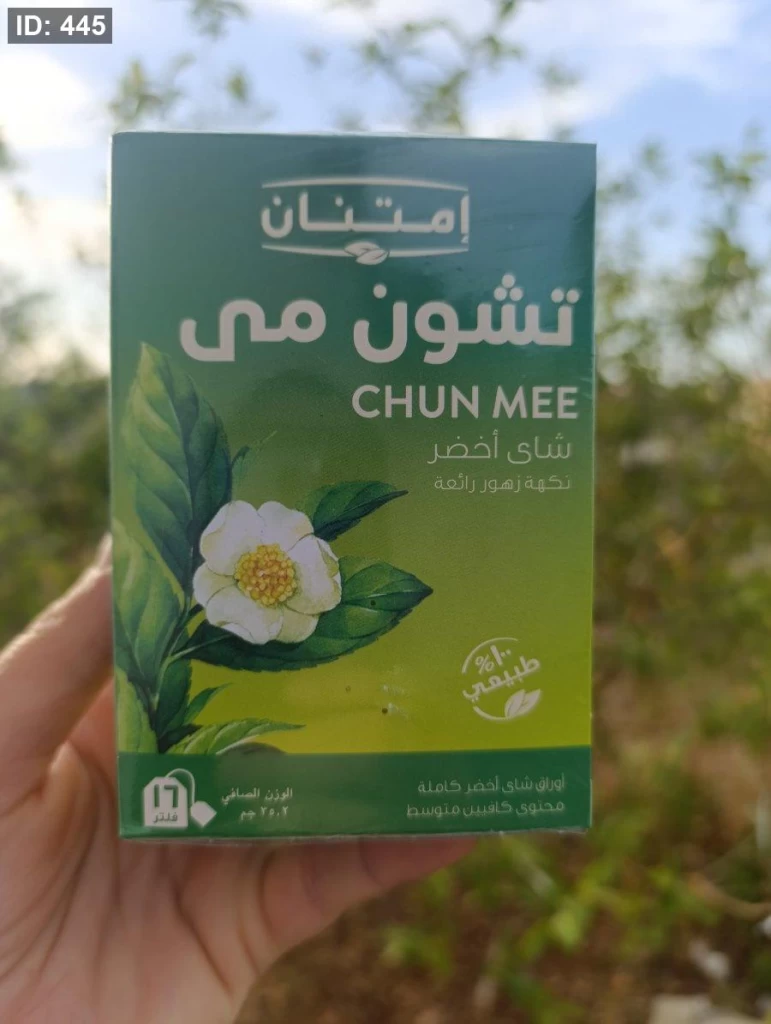 ID: 445
إمتنان
تشون مى
CHUN MEE
شاى أخضر
نكهة زهور رائعة
١٠٠%
طبيعي
١٦
فلتر
الوزن الصافي
٣٥,٢ جم
أوراق شاى أخضر كاملة
محتوى كافيين متوسط